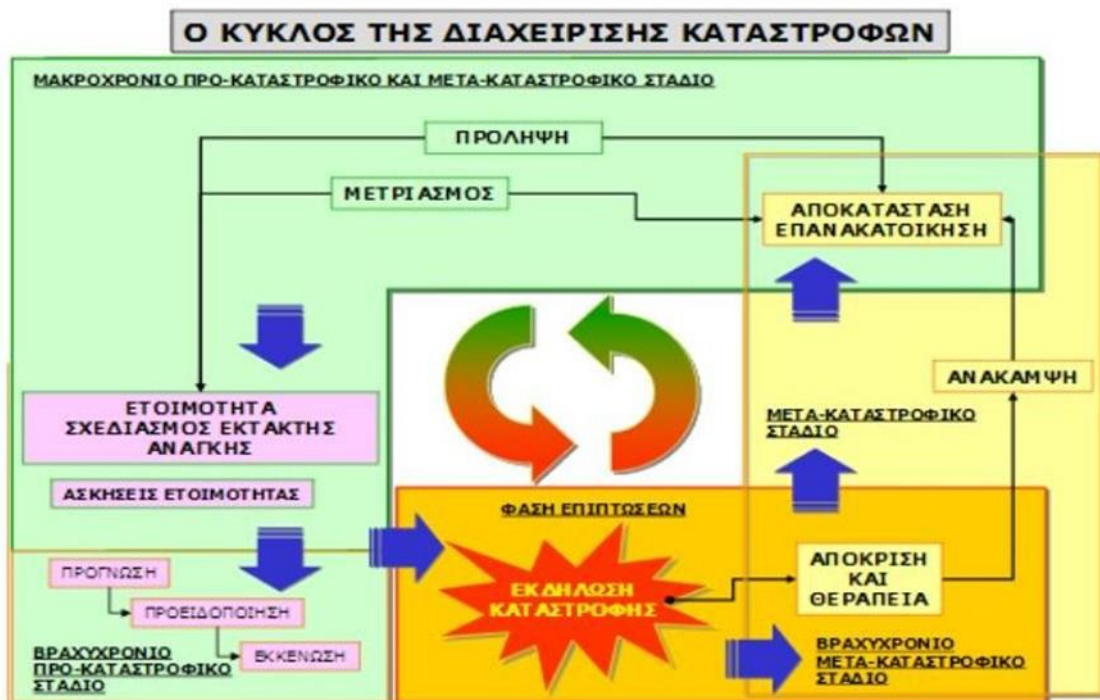 Ο ΚΥΚΛΟΣ ΤΗΣ ΔΙΑΧΕΙΡΙΣΗΣ ΚΑΤΑΣΤΡΟΦΩΝ
ΜΑΚΡΟΧΡΟΝΙΟ ΠΡΟ-ΚΑΤΑΣΤΡΟΦΙΚΟ ΚΑΙ ΜΕΤΑ-ΚΑΤΑΣΤΡΟΦΙΚΟ ΣΤΑΔΙΟ
ΠΡΟΛΗΨΗ
ΜΕΤΡΙΑΣΜΟΣ
ΑΠΟΚΑΤΑΣΤΑΣΗ
ΕΠΑΝΑΚΑΤΟΙΚΗΣΗ
ΑΝΑΚΑΜΨΗ
ΕΤΟΙΜΟΤΗΤΑ
ΣΧΕΔΙΑΣΜΟΣ ΕΚΤΑΚΤΗΣ
ΑΝΑΓΚΗΣ
ΜΕΤΑ-ΚΑΤΑΣΤΡΟΦΙΚΟ
ΣΤΑΔΙΟ
ΑΣΚΗΣΕΙΣ ΕΤΟΙΜΟΤΗΤΑΣ
ΦΑΣΗ ΕΠΙΠΤΩΣΕΩΝ
ΠΡΟΓΝΩΣΗ
ΠΡΟΕΙΔΟΠΟΙΗΣΗ
ΕΚΚΕΝΩΣΗ
ΕΚΔΗΛΩΣΗ
ΚΑΤΑΣΤΡΟΦΗΣ
ΑΠΟΚΡΙΣΗ
ΚΑΙ
ΘΕΡΑΠΕΙΑ
ΒΡΑΧΥΧΡΟΝΙΟ
ΠΡΟ-ΚΑΤΑΣΤΡΟΦΙΚΟ
ΣΤΑΔΙΟ
ΒΡΑΧΥΧΡΟΝΙΟ
ΜΕΤΑ-ΚΑΤΑΣΤΡΟΦΙΚΟ
ΣΤΑΔΙΟ